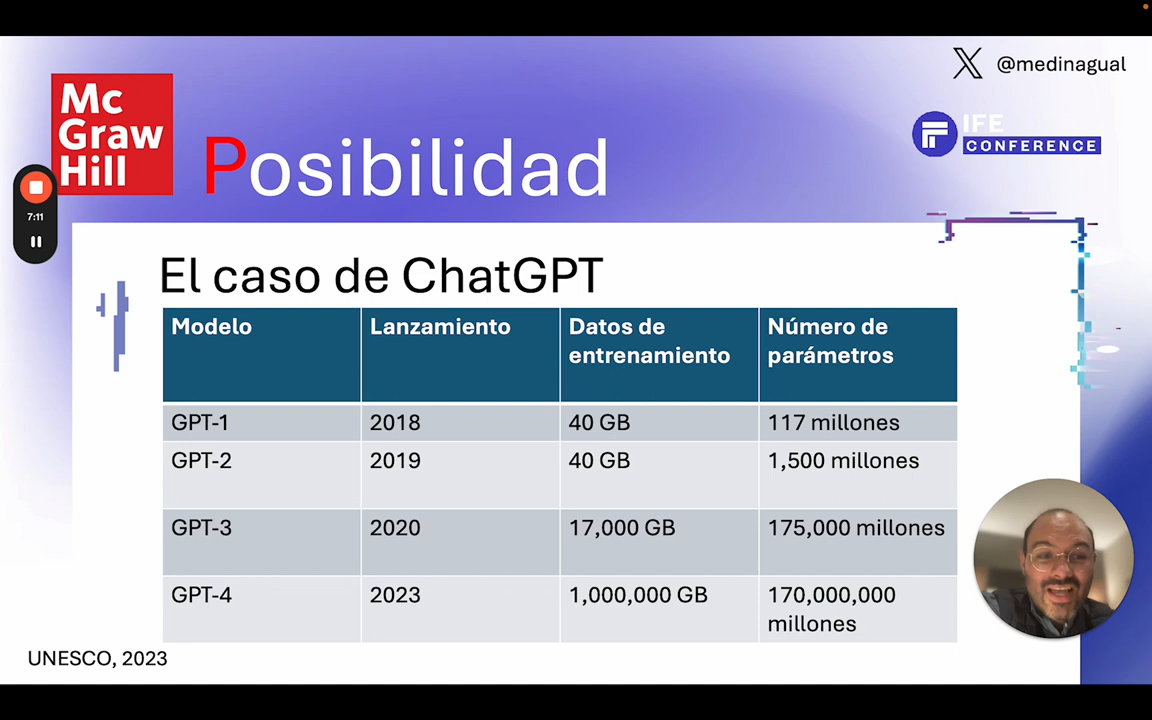 @medinagual
Mc
Graw
Hill
IFE
CONFERENCE
Posibilidad
7:11
El caso de ChatGPT
Modelo Lanzamiento Datos de entrenamiento Número de parámetros
GPT-1 2018 40 GB 117 millones
GPT-2 2019 40 GB 1,500 millones
GPT-3 2020 17,000 GB 175,000 millones
GPT-4 2023 1,000,000 GB 170,000,000 millones
UNESCO, 2023